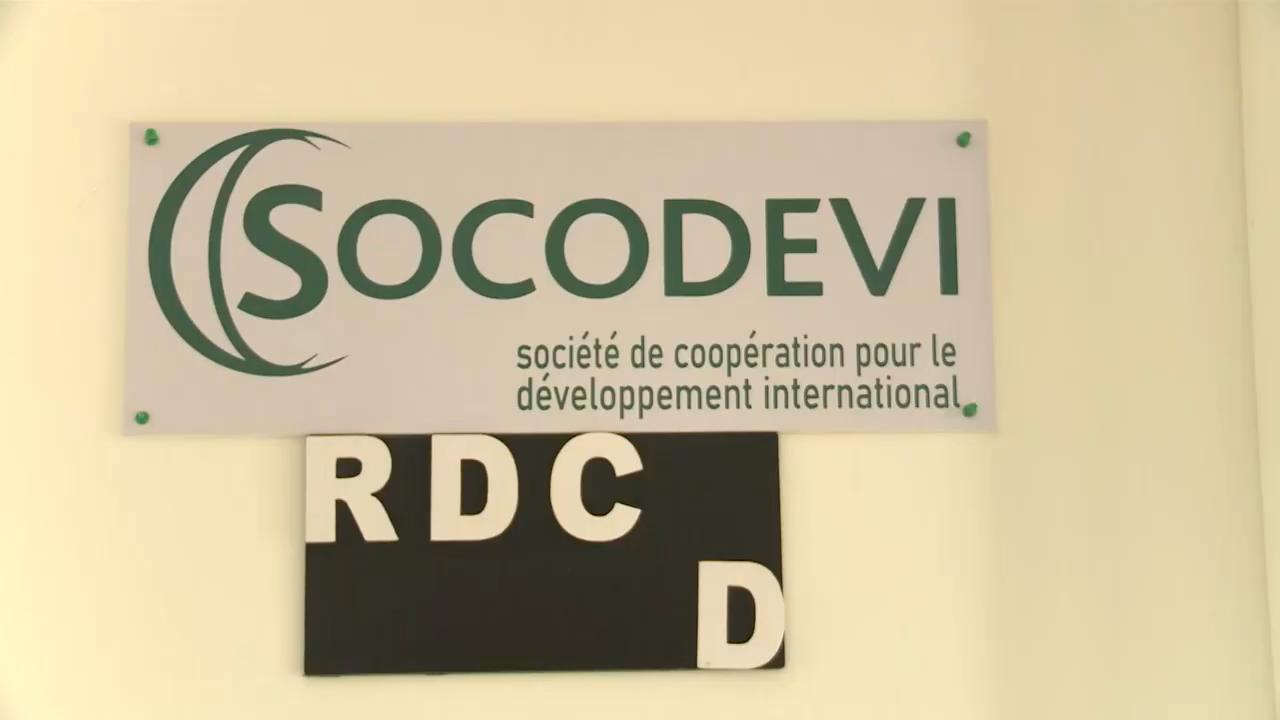 SOCODEVI
société de coopération pour le
développement international
RDC
D